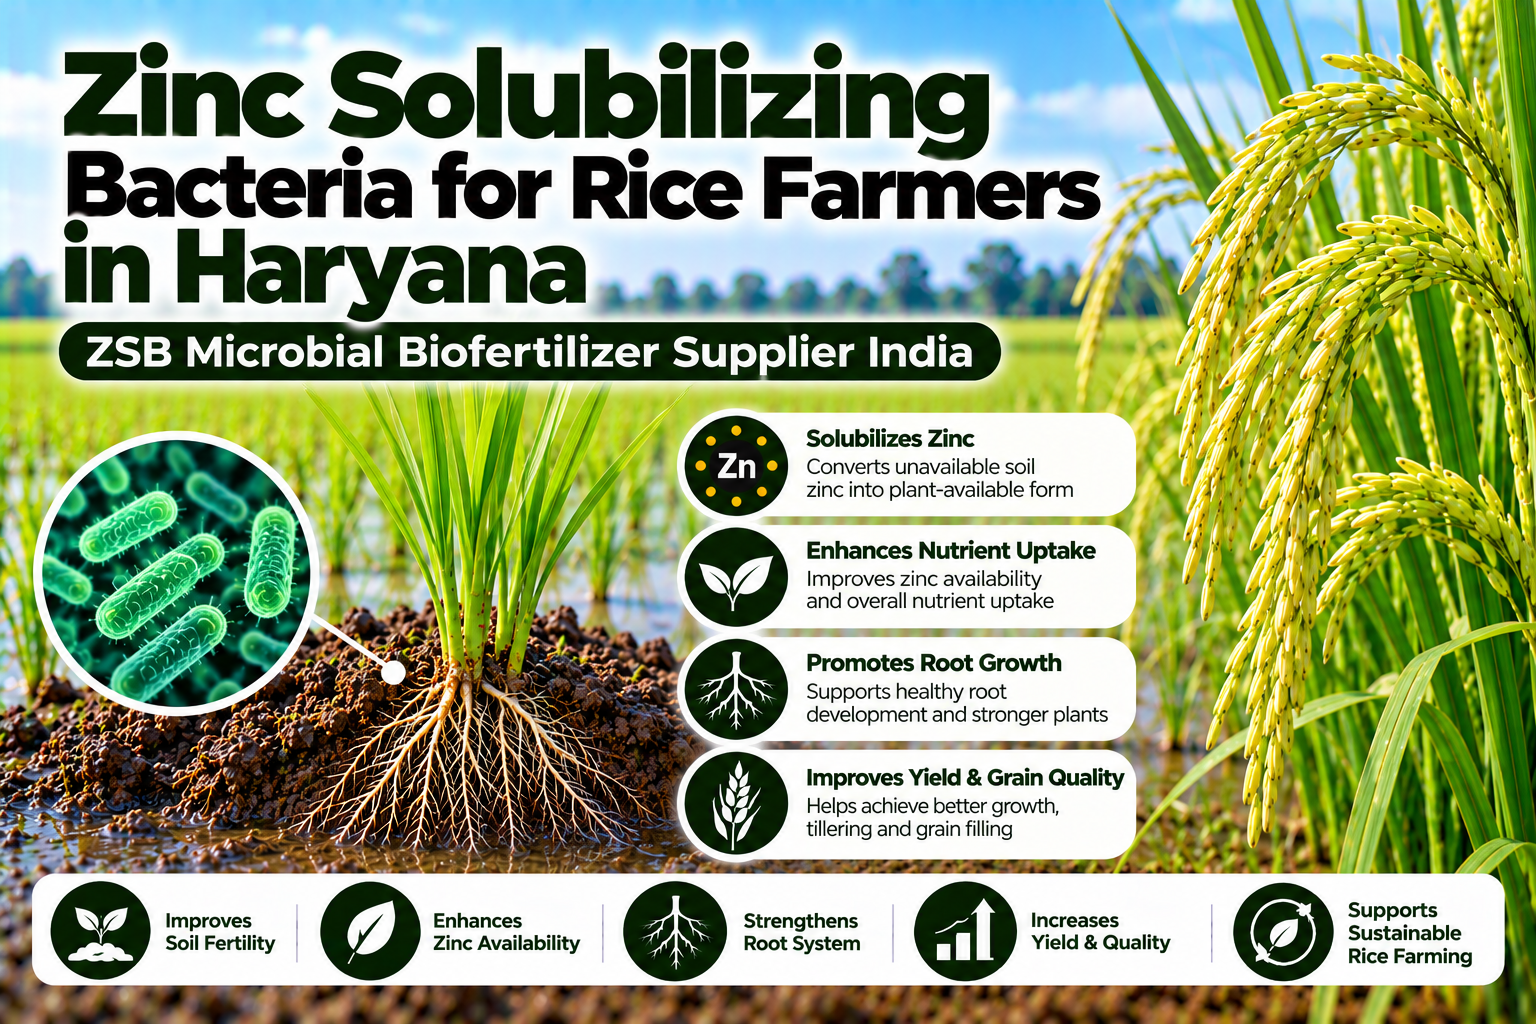 Zinc Solubilizing
Bacteria for Rice Farmers
in Haryana
ZSB Microbial Biofertilizer Supplier India
Zn
Solubilizes Zinc
Converts unavailable soil
zinc into plant-available form
Enhances Nutrient Uptake
Improves zinc availability
and overall nutrient uptake
Promotes Root Growth
Supports healthy root
development and stronger plants
Improves Yield & Grain Quality
Helps achieve better growth,
tillering and grain filling
Improves
Soil Fertility
Enhances
Zinc Availability
Strengthens
Root System
Increases
Yield & Quality
Supports
Sustainable
Rice Farming